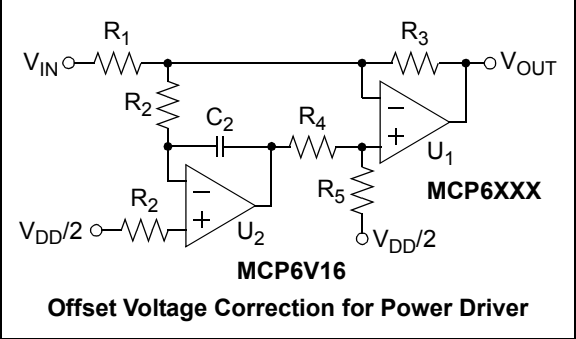 R1
R3
VIN
VOUT
R2
C2
R4
U1
R5
MCP6XXX
R2
VDD/2
U2
VDD/2
MCP6V16
Offset Voltage Correction for Power Driver